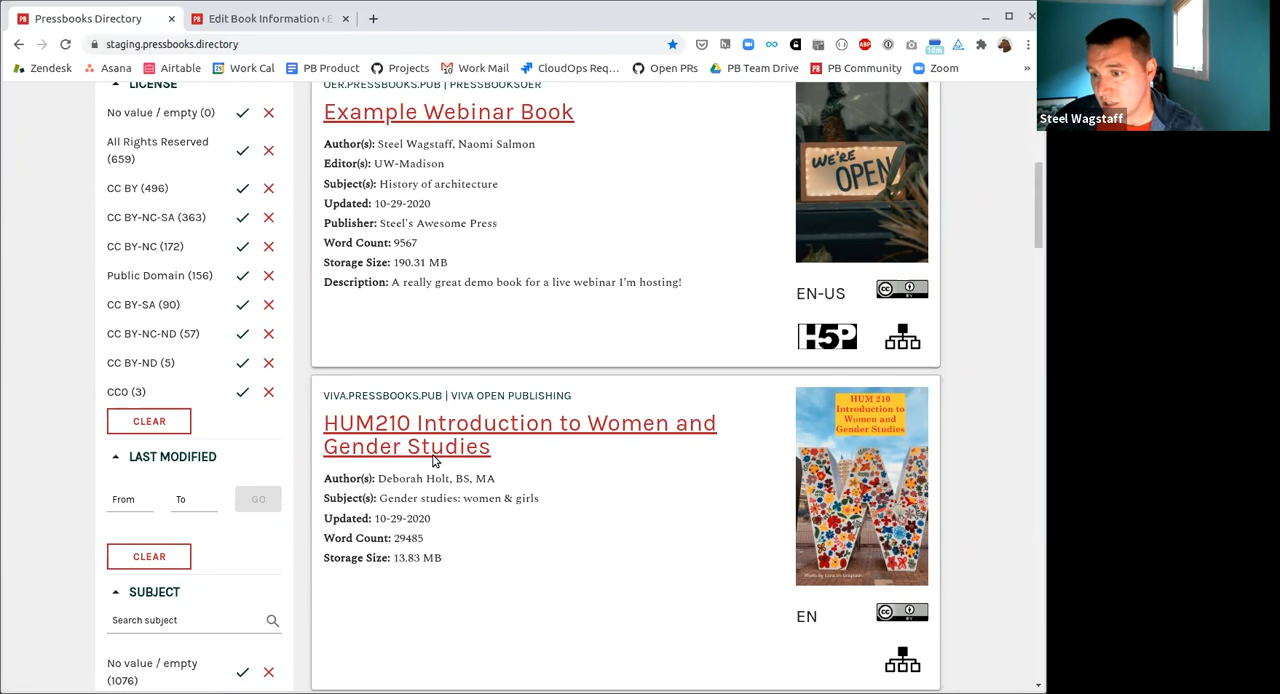 Pressbooks Directory
Edit Book Information ‹ E
staging.pressbooks.directory
Zendesk
Asana
Airtable
Work Cal
PB Product
Projects
Work Mail
CloudOps Req...
Open PRs
PB Team Drive
PB Community
Zoom
»
Steel Wagstaff
LICENSE
No value / empty (0)
All Rights Reserved
(659)
CC BY (496)
CC BY-NC-SA (363)
CC BY-NC (172)
Public Domain (156)
CC BY-SA (90)
CC BY-NC-ND (57)
CC BY-ND (5)
CC0 (3)
CLEAR
LAST MODIFIED
From
To
GO
CLEAR
SUBJECT
Search subject
No value / empty
(1076)
OER.PRESSBOOKS.PUB | PRESSBOOKSOER
Example Webinar Book
Author(s): Steel Wagstaff, Naomi Salmon
Editor(s): UW-Madison
Subject(s): History of architecture
Updated: 10-29-2020
Publisher: Steel's Awesome Press
Word Count: 9567
Storage Size: 190.31 MB
Description: A really great demo book for a live webinar I'm hosting!
WE'RE
OPEN
EN-US
CC
BY
H5P
VIVA.PRESSBOOKS.PUB | VIVA OPEN PUBLISHING
HUM210 Introduction to Women and
Gender Studies
Author(s): Deborah Holt, BS, MA
Subject(s): Gender studies: women & girls
Updated: 10-29-2020
Word Count: 29485
Storage Size: 13.83 MB
HUM 210
Introduction to
Women and
Gender Studies
EN
CC
BY